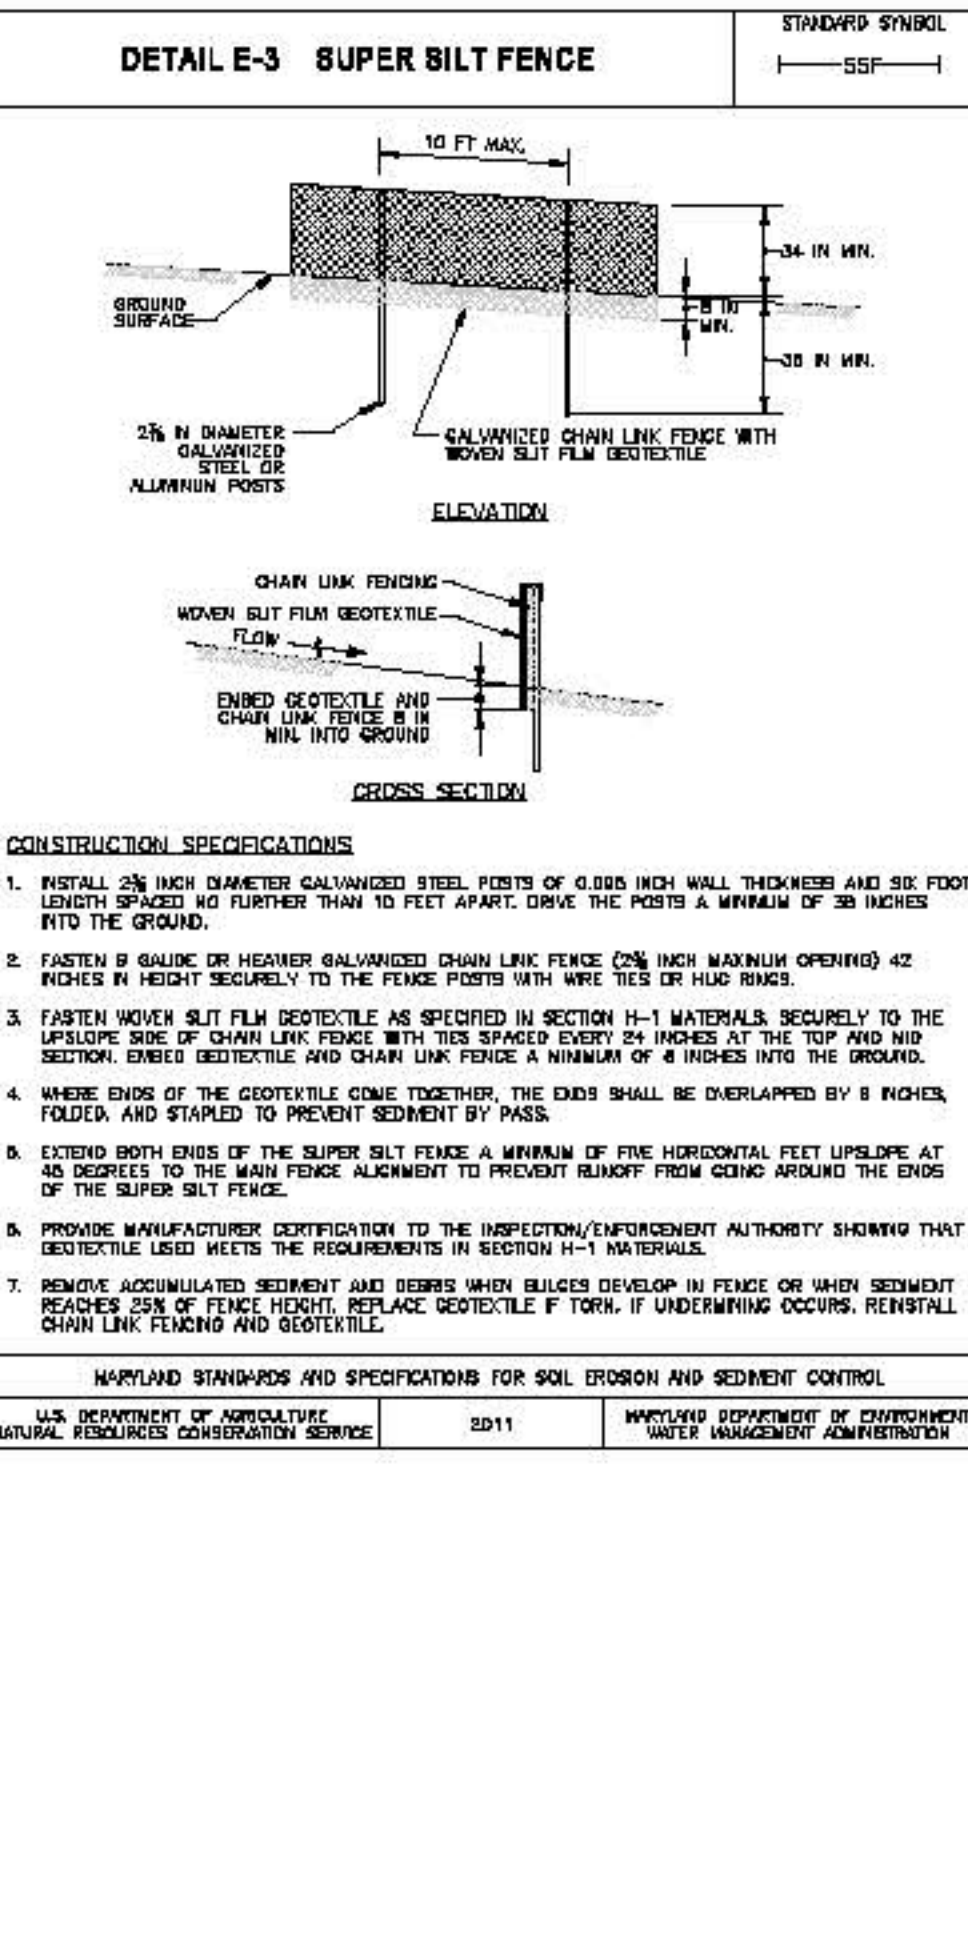 DETAIL E-3 SUPER SILT FENCE
STANDARD SYMBOL
SSF
10 FT MAX.
34 IN MIN.
GROUND
SURFACE
8 IN
MIN.
36 IN MIN.
IN DIAMETER
GALVANIZED
STEEL OR
ALUMINUM POSTS
GALVANIZED CHAIN LINK FENCE WITH
WOVEN SLIT FILM GEOTEXTILE
ELEVATION
CHAIN LINK FENCING
WOVEN SLIT FILM GEOTEXTILE
FLOW
EMBED GEOTEXTILE AND
CHAIN LINK FENCE 8 IN
MIN. INTO GROUND
CROSS SECTION
CONSTRUCTION SPECIFICATIONS
1. INSTALL INCH DIAMETER GALVANIZED STEEL POSTS OF INCH WALL THICKNESS AND SIX FOOT
LENGTH SPACED NO FURTHER THAN 10 FEET APART. DRIVE THE POSTS A MINIMUM OF 36 INCHES
INTO THE GROUND.
2. FASTEN 9 GAUGE OR HEAVIER GALVANIZED CHAIN LINK FENCE ( INCH MAXIMUM OPENING) 42
INCHES IN HEIGHT SECURELY TO THE FENCE POSTS WITH WIRE TIES OR HUG RINGS.
3. FASTEN WOVEN SLIT FILM GEOTEXTILE AS SPECIFIED IN SECTION H-1 MATERIALS, SECURELY TO THE
UPSLOPE SIDE OF CHAIN LINK FENCE WITH TIES SPACED EVERY 24 INCHES AT THE TOP AND MID
SECTION. EMBED GEOTEXTILE AND CHAIN LINK FENCE A MINIMUM OF 8 INCHES INTO THE GROUND.
4. WHERE ENDS OF THE GEOTEXTILE COME TOGETHER, THE ENDS SHALL BE OVERLAPPED BY 6 INCHES,
FOLDED, AND STAPLED TO PREVENT SEDIMENT BY PASS.
5. EXTEND BOTH ENDS OF THE SUPER SILT FENCE A MINIMUM OF FIVE HORIZONTAL FEET UPSLOPE AT
45 DEGREES TO THE MAIN FENCE ALIGNMENT TO PREVENT RUNOFF FROM GOING AROUND THE ENDS
OF THE SUPER SILT FENCE.
6. PROVIDE MANUFACTURER CERTIFICATION TO THE INSPECTION/ENFORCEMENT AUTHORITY SHOWING THAT
GEOTEXTILE USED MEETS THE REQUIREMENTS IN SECTION H-1 MATERIALS.
7. REMOVE ACCUMULATED SEDIMENT AND DEBRIS WHEN BULGES DEVELOP IN FENCE OR WHEN SEDIMENT
REACHES 25% OF FENCE HEIGHT. REPLACE GEOTEXTILE IF TORN. IF UNDERMINING OCCURS, REINSTALL
CHAIN LINK FENCING AND GEOTEXTILE.
MARYLAND STANDARDS AND SPECIFICATIONS FOR SOIL EROSION AND SEDIMENT CONTROL
U.S. DEPARTMENT OF AGRICULTURE
NATURAL RESOURCES CONSERVATION SERVICE
2011
MARYLAND DEPARTMENT OF ENVIRONMENT
WATER MANAGEMENT ADMINISTRATION